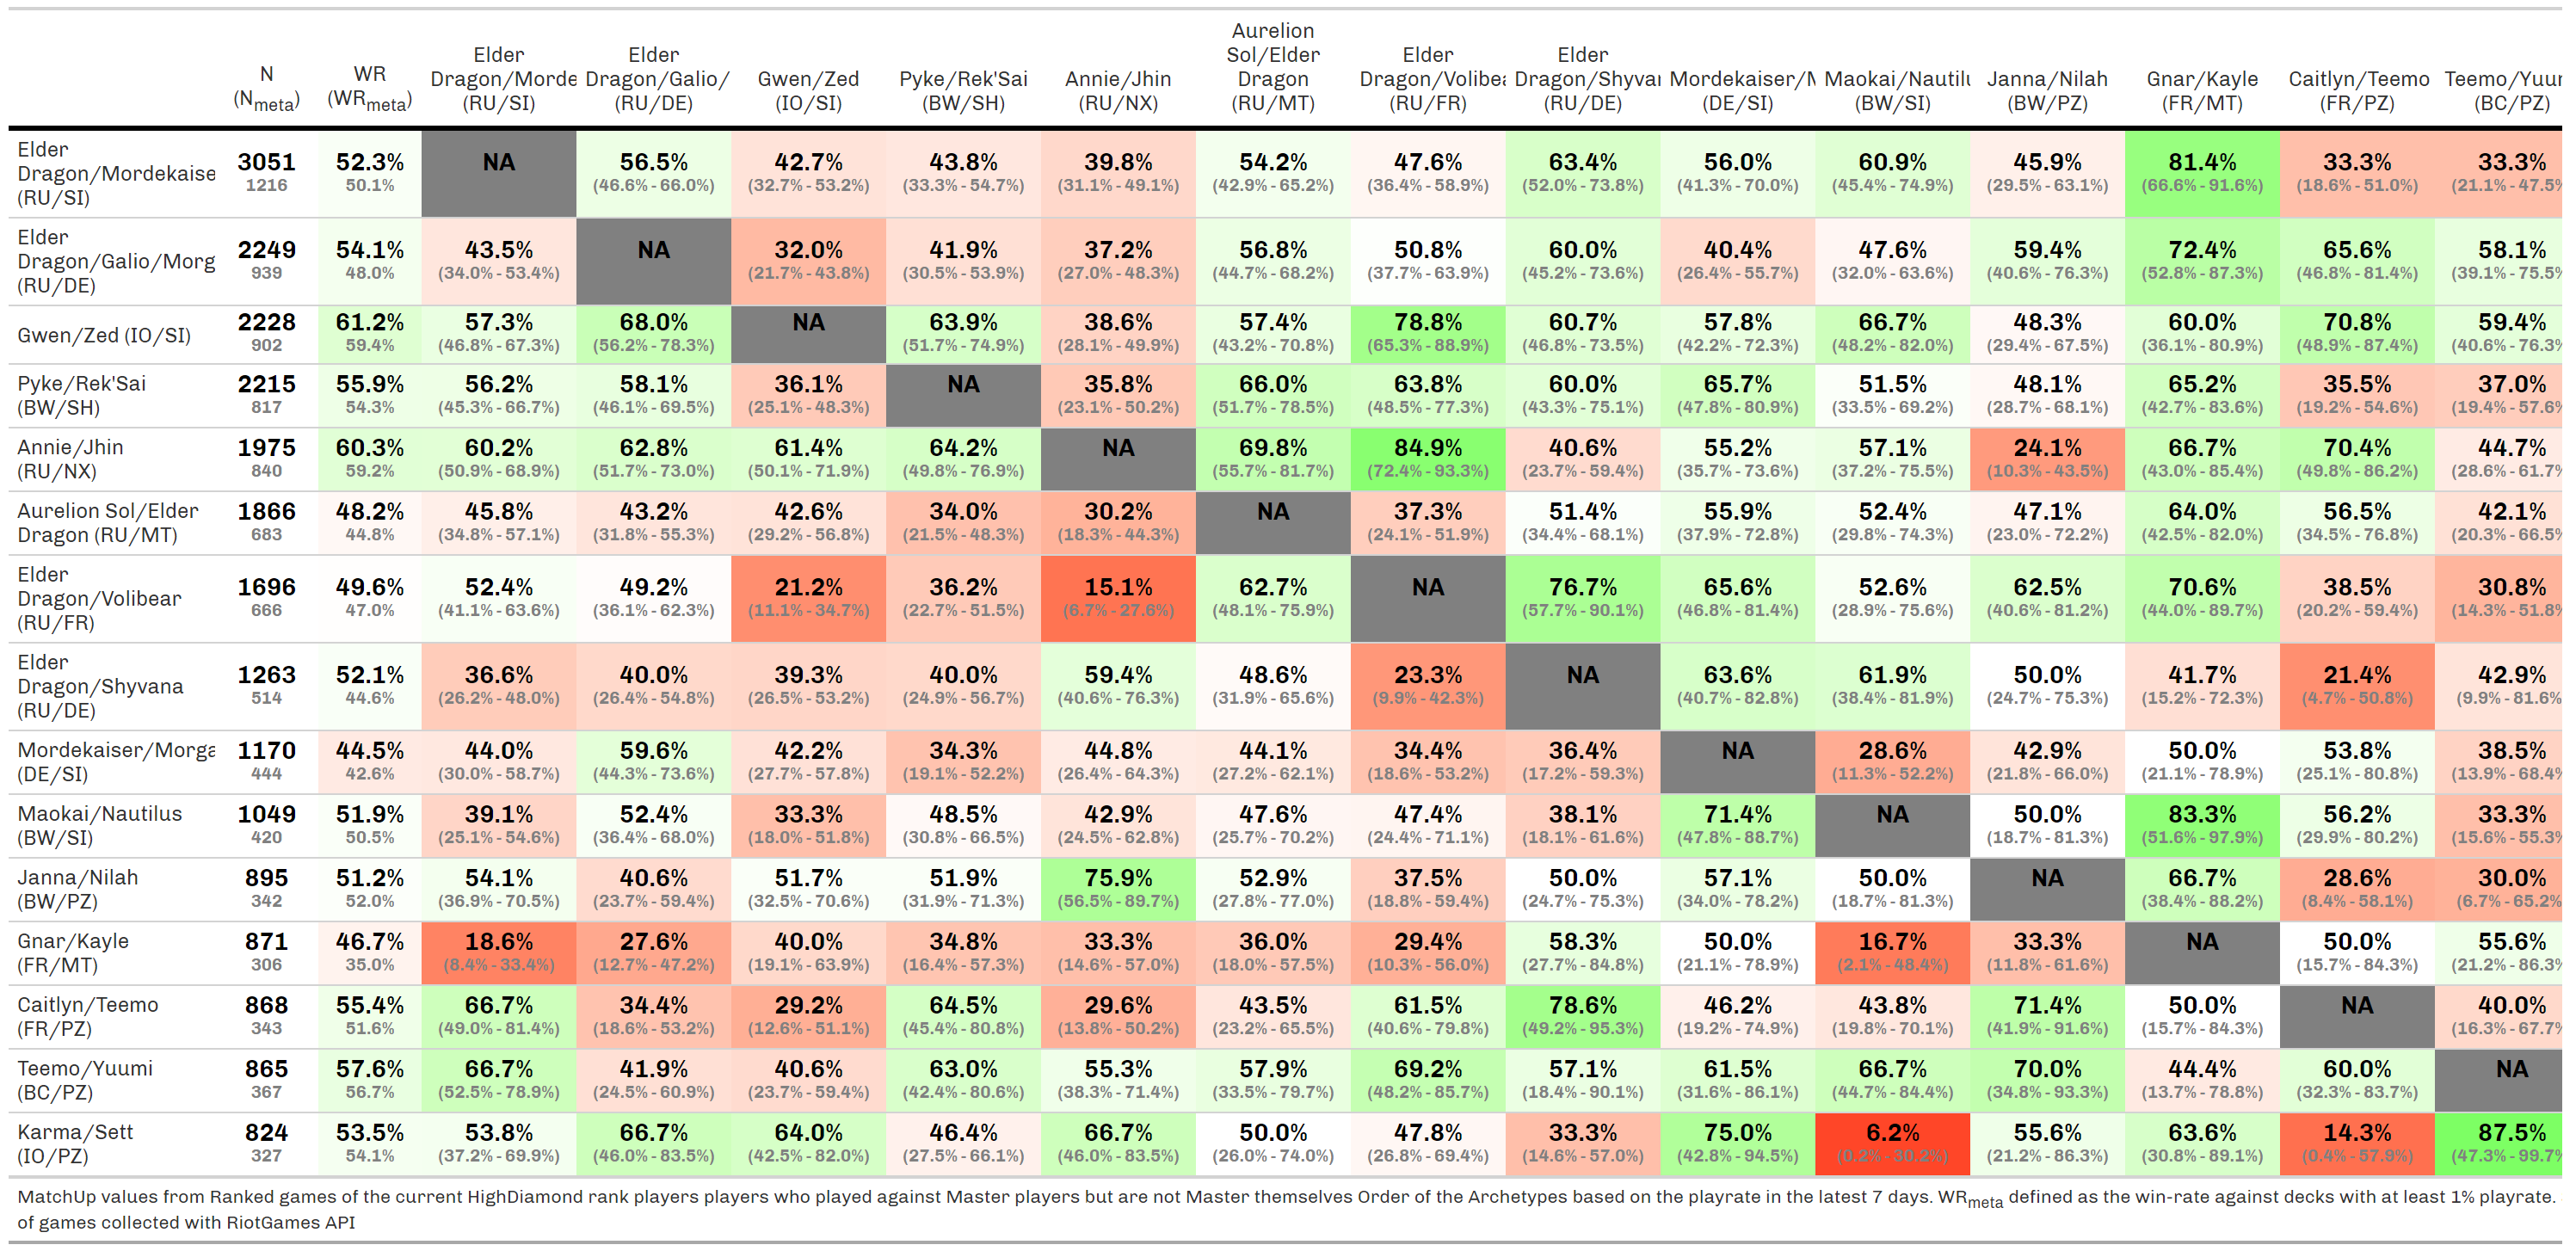 N (N meta) WR (WR meta) Elder Dragon/Morde (RU/SI) Elder Dragon/Galio/ (RU/DE) Gwen/Zed (IO/SI) Pyke/Rek'Sai (BW/SH) Annie/Jhin (RU/NX) Aurelion Sol/Elder Dragon (RU/MT) Elder Dragon/Volibea (RU/FR) Elder Dragon/Shyvar (RU/DE) Mordekaiser/M (DE/SI) Maokai/Nautilu (BW/SI) Janna/Nilah (BW/PZ) Gnar/Kayle (FR/MT) Caitlyn/Teemo (FR/PZ) Teemo/Yuur (BC/PZ)
Elder Dragon/Mordekaise (RU/SI) 3051 52.3% NA 56.5% 42.7% 43.8% 39.8% 54.2% 47.6% 63.4% 56.0% 60.9% 45.9% 81.4% 33.3% 33.3%
1216 50.1% (46.6% - 66.0%) (32.7% - 53.2%) (33.3% - 54.7%) (31.1% - 49.1%) (42.9% - 65.2%) (36.4% - 58.9%) (52.0% - 73.8%) (41.3% - 70.0%) (45.4% - 74.9%) (29.5% - 63.1%) (66.6% - 91.6%) (18.6% - 51.0%) (21.1% - 47.5%
Elder Dragon/Galio/Morg (RU/DE) 2249 54.1% 43.5% NA 32.0% 41.9% 37.2% 56.8% 50.8% 60.0% 40.4% 47.6% 59.4% 72.4% 65.6% 58.1%
939 48.0% (34.0% - 53.4%) (21.7% - 43.8%) (30.5% - 53.9%) (27.0% - 48.3%) (44.7% - 68.2%) (37.7% - 63.9%) (45.2% - 73.6%) (26.4% - 55.7%) (32.0% - 63.6%) (40.6% - 76.3%) (52.8% - 87.3%) (46.8% - 81.4%) (39.1% - 75.5%
Gwen/Zed (IO/SI) 2228 61.2% 57.3% 68.0% NA 63.9% 38.6% 57.4% 78.8% 60.7% 57.8% 66.7% 48.3% 60.0% 70.8% 59.4%
902 59.4% (46.8% - 67.3%) (56.2% - 78.3%) (51.7% - 74.9%) (28.1% - 49.9%) (43.2% - 70.8%) (65.3% - 88.9%) (46.8% - 73.5%) (42.2% - 72.3%) (48.2% - 82.0%) (29.4% - 67.5%) (36.1% - 80.9%) (48.9% - 87.4%) (40.6% - 76.3%
Pyke/Rek'Sai (BW/SH) 2215 55.9% 56.2% 58.1% 36.1% NA 35.8% 66.0% 63.8% 60.0% 65.7% 51.5% 48.1% 65.2% 35.5% 37.0%
817 54.3% (45.3% - 66.7%) (46.1% - 69.5%) (25.1% - 48.3%) (23.1% - 50.2%) (51.7% - 78.5%) (48.5% - 77.3%) (43.3% - 75.1%) (47.8% - 80.9%) (33.5% - 69.2%) (28.7% - 68.1%) (42.7% - 83.6%) (19.2% - 54.6%) (19.4% - 57.6%
Annie/Jhin (RU/NX) 1975 60.3% 60.2% 62.8% 61.4% 64.2% NA 69.8% 84.9% 40.6% 55.2% 57.1% 24.1% 66.7% 70.4% 44.7%
840 59.2% (50.9% - 68.9%) (51.7% - 73.0%) (50.1% - 71.9%) (49.8% - 76.9%) (55.7% - 81.7%) (72.4% - 93.3%) (23.7% - 59.4%) (35.7% - 73.6%) (37.2% - 75.5%) (10.3% - 43.5%) (43.0% - 85.4%) (49.8% - 86.2%) (28.6% - 61.7%
Aurelion Sol/Elder Dragon (RU/MT) 1866 48.2% 45.8% 43.2% 42.6% 34.0% 30.2% NA 37.3% 51.4% 55.9% 52.4% 47.1% 64.0% 56.5% 42.1%
683 44.8% (34.8% - 57.1%) (31.8% - 55.3%) (29.2% - 56.8%) (21.5% - 48.3%) (18.3% - 44.3%) (24.1% - 51.9%) (34.4% - 68.1%) (37.9% - 72.8%) (29.8% - 74.3%) (23.0% - 72.2%) (42.5% - 82.0%) (34.5% - 76.8%) (20.3% - 66.5%
Elder Dragon/Volibear (RU/FR) 1696 49.6% 52.4% 49.2% 21.2% 36.2% 15.1% 62.7% NA 76.7% 65.6% 52.6% 62.5% 70.6% 38.5% 30.8%
666 47.0% (41.1% - 63.6%) (36.1% - 62.3%) (11.1% - 34.7%) (22.7% - 51.5%) (6.7% - 27.6%) (48.1% - 75.9%) (57.7% - 90.1%) (46.8% - 81.4%) (28.9% - 75.6%) (40.6% - 81.2%) (44.0% - 89.7%) (20.2% - 59.4%) (14.3% - 51.8%
Elder Dragon/Shyvana (RU/DE) 1263 52.1% 36.6% 40.0% 39.3% 40.0% 59.4% 48.6% 23.3% NA 63.6% 61.9% 50.0% 41.7% 21.4% 42.9%
514 44.6% (26.2% - 48.0%) (26.4% - 54.8%) (26.5% - 53.2%) (24.9% - 56.7%) (40.6% - 76.3%) (31.9% - 65.6%) (9.9% - 42.3%) (40.7% - 82.8%) (38.4% - 81.9%) (24.7% - 75.3%) (15.2% - 72.3%) (4.7% - 50.8%) (9.9% - 81.6%
Mordekaiser/Morga (DE/SI) 1170 44.5% 44.0% 59.6% 42.2% 34.3% 44.8% 44.1% 34.4% 36.4% NA 28.6% 42.9% 50.0% 53.8% 38.5%
444 42.6% (30.0% - 58.7%) (44.3% - 73.6%) (27.7% - 57.8%) (19.1% - 52.2%) (26.4% - 64.3%) (27.2% - 62.1%) (18.6% - 53.2%) (17.2% - 59.3%) (11.3% - 52.2%) (21.8% - 66.0%) (21.1% - 78.9%) (25.1% - 80.8%) (13.9% - 68.4%
Maokai/Nautilus (BW/SI) 1049 51.9% 39.1% 52.4% 33.3% 48.5% 42.9% 47.6% 47.4% 38.1% 71.4% NA 50.0% 83.3% 56.2% 33.3%
420 50.5% (25.1% - 54.6%) (36.4% - 68.0%) (18.0% - 51.8%) (30.8% - 66.5%) (24.5% - 62.8%) (25.7% - 70.2%) (24.4% - 71.1%) (18.1% - 61.6%) (47.8% - 88.7%) (18.7% - 81.3%) (51.6% - 97.9%) (29.9% - 80.2%) (15.6% - 55.3%
Janna/Nilah (BW/PZ) 895 51.2% 54.1% 40.6% 51.7% 51.9% 75.9% 52.9% 37.5% 50.0% 57.1% 50.0% NA 66.7% 28.6% 30.0%
342 52.0% (36.9% - 70.5%) (23.7% - 59.4%) (32.5% - 70.6%) (31.9% - 71.3%) (56.5% - 89.7%) (27.8% - 77.0%) (18.8% - 59.4%) (24.7% - 75.3%) (34.0% - 78.2%) (18.7% - 81.3%) (38.4% - 88.2%) (8.4% - 58.1%) (6.7% - 65.2%
Gnar/Kayle (FR/MT) 871 46.7% 18.6% 27.6% 40.0% 34.8% 33.3% 36.0% 29.4% 58.3% 50.0% 16.7% 33.3% NA 50.0% 55.6%
306 35.0% (8.4% - 33.4%) (12.7% - 47.2%) (19.1% - 63.9%) (16.4% - 57.3%) (14.6% - 57.0%) (18.0% - 57.5%) (10.3% - 56.0%) (27.7% - 84.8%) (21.1% - 78.9%) (2.1% - 48.4%) (11.8% - 61.6%) (15.7% - 84.3%) (21.2% - 86.3%
Caitlyn/Teemo (FR/PZ) 868 55.4% 66.7% 34.4% 29.2% 64.5% 29.6% 43.5% 61.5% 78.6% 46.2% 43.8% 71.4% 50.0% NA 40.0%
343 51.6% (49.0% - 81.4%) (18.6% - 53.2%) (12.6% - 51.1%) (45.4% - 80.8%) (13.8% - 50.2%) (23.2% - 65.5%) (40.6% - 79.8%) (49.2% - 95.3%) (19.2% - 74.9%) (19.8% - 70.1%) (41.9% - 91.6%) (15.7% - 84.3%) (16.3% - 67.7%
Teemo/Yuumi (BC/PZ) 865 57.6% 66.7% 41.9% 40.6% 63.0% 55.3% 57.9% 69.2% 57.1% 61.5% 66.7% 70.0% 44.4% 60.0% NA
367 56.7% (52.5% - 78.9%) (24.5% - 60.9%) (23.7% - 59.4%) (42.4% - 80.6%) (38.3% - 71.4%) (33.5% - 79.7%) (48.2% - 85.7%) (18.4% - 90.1%) (31.6% - 86.1%) (44.7% - 84.4%) (34.8% - 93.3%) (13.7% - 78.8%) (32.3% - 83.7%)
Karma/Sett (IO/PZ) 824 53.5% 53.8% 66.7% 64.0% 46.4% 66.7% 50.0% 47.8% 33.3% 75.0% 6.2% 55.6% 63.6% 14.3% 87.5%
327 54.1% (37.2% - 69.9%) (46.0% - 83.5%) (42.5% - 82.0%) (27.5% - 66.1%) (46.0% - 83.5%) (26.0% - 74.0%) (26.8% - 69.4%) (14.6% - 57.0%) (42.8% - 94.5%) (0.2% - 30.2%) (21.2% - 86.3%) (30.8% - 89.1%) (0.4% - 57.9%) (47.3% - 99.7%
MatchUp values from Ranked games of the current HighDiamond rank players players who played against Master players but are not Master themselves Order of the Archetypes based on the playrate in the latest 7 days. WR meta defined as the win-rate against decks with at least 1% playrate.
of games collected with RiotGames API